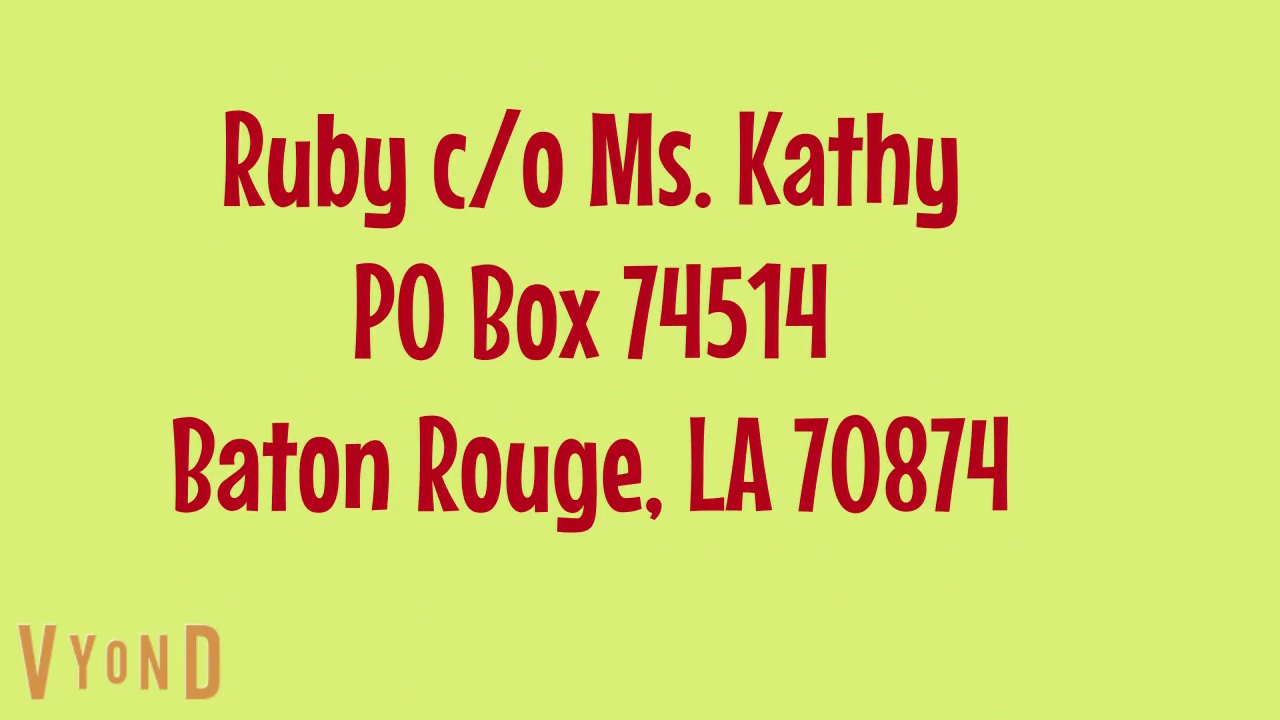 Ruby c/o Ms. Kathy
PO Box 74514
Baton Rouge, LA 70874
VYOND